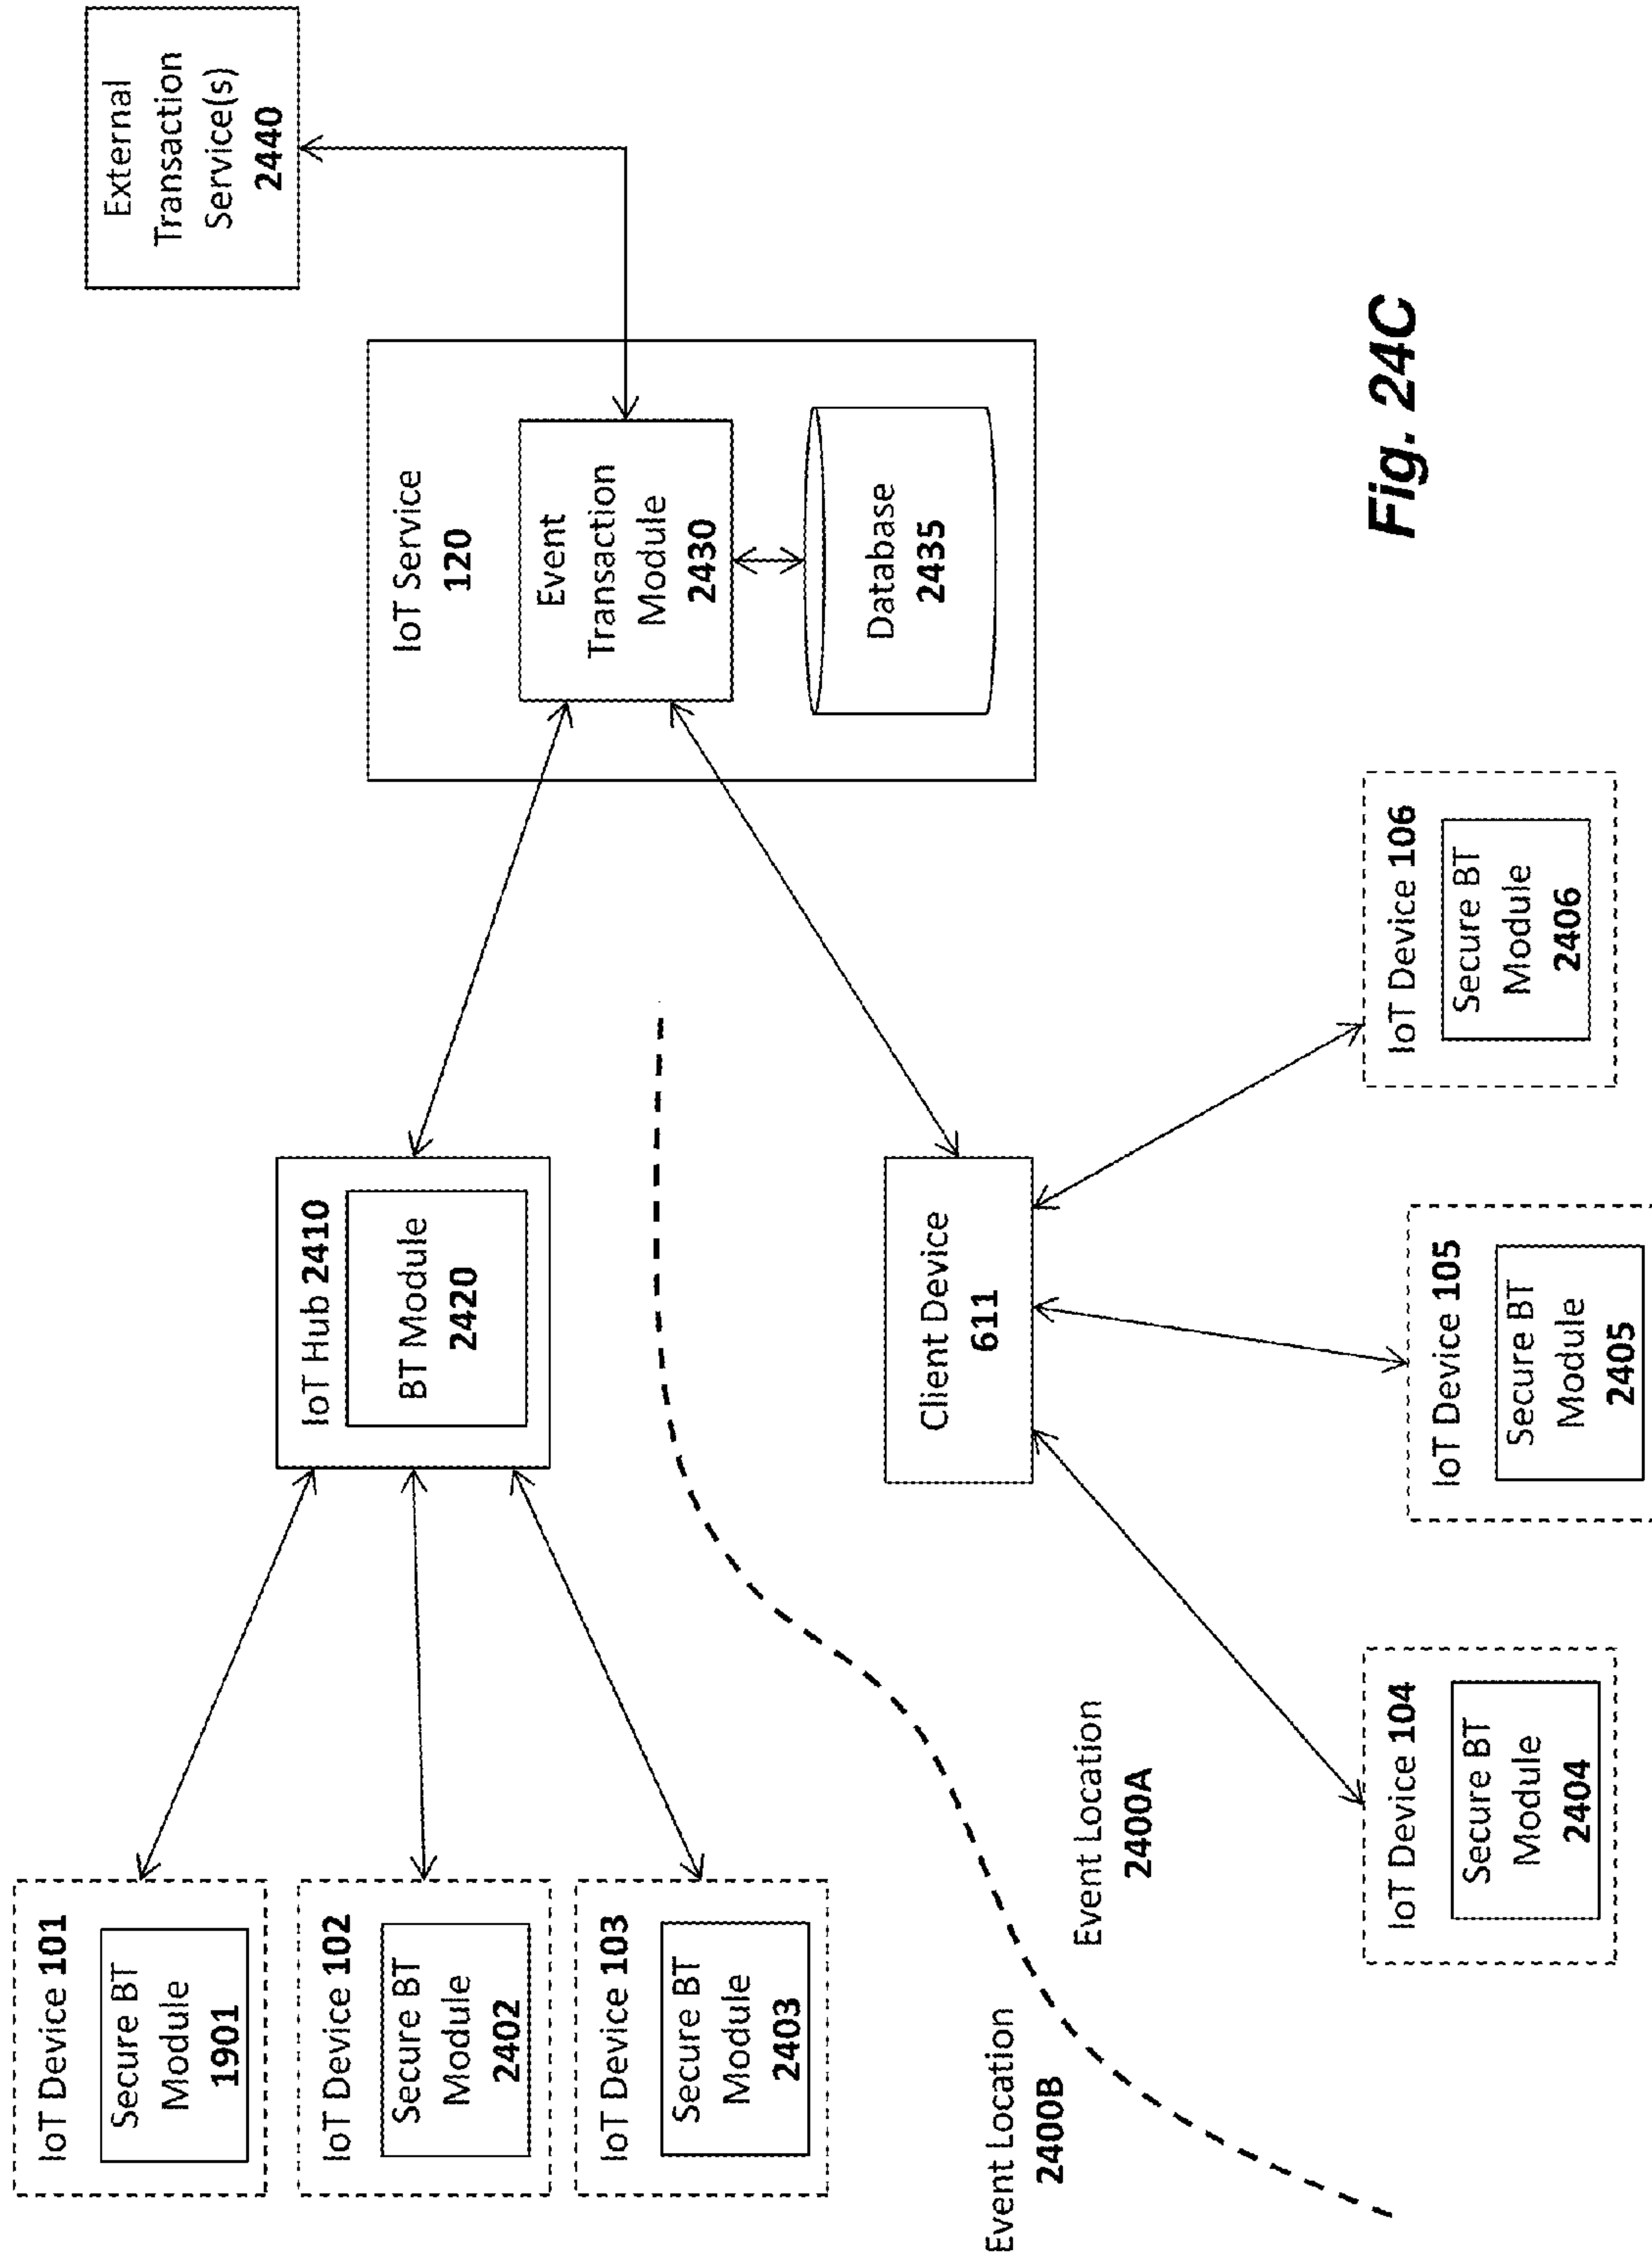 External
Transaction
Service(s)
2440
IoT Service
120
Event
Transaction
Module
2430
Database
2435
IoT Hub 2410
BT Module
2420
IoT Device 101
Secure BT
Module
1901
IoT Device 102
Secure BT
Module
2402
IoT Device 103
Secure BT
Module
2403
Event Location
2400B
Event Location
2400A
Client Device
611
IoT Device 104
Secure BT
Module
2404
IoT Device 105
Secure BT
Module
2405
IoT Device 106
Secure BT
Module
2406
Fig. 24C